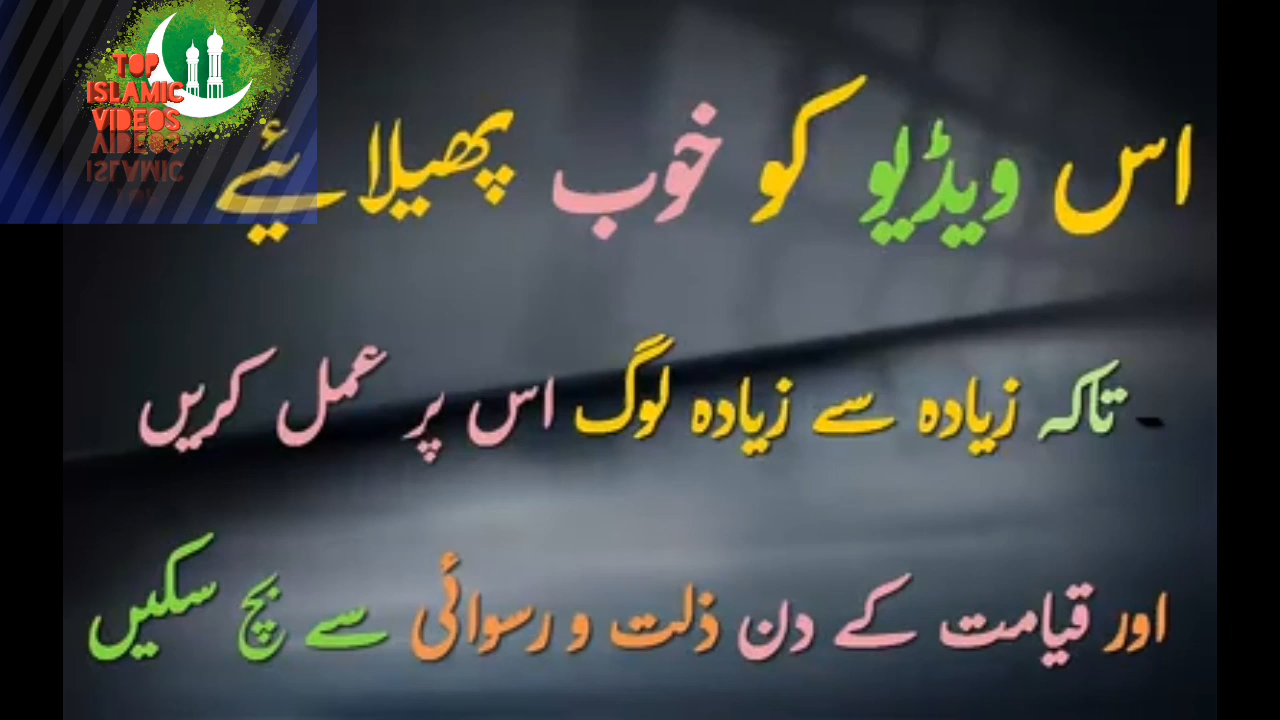 TOP
ISLAMIC
VIDEOS
اس ویڈیو کو خوب پھیلائیے
تاکہ زیادہ سے زیادہ لوگ اس پر عمل کریں
اور قیامت کے دن ذلت و رسوائی سے بچ سکیں